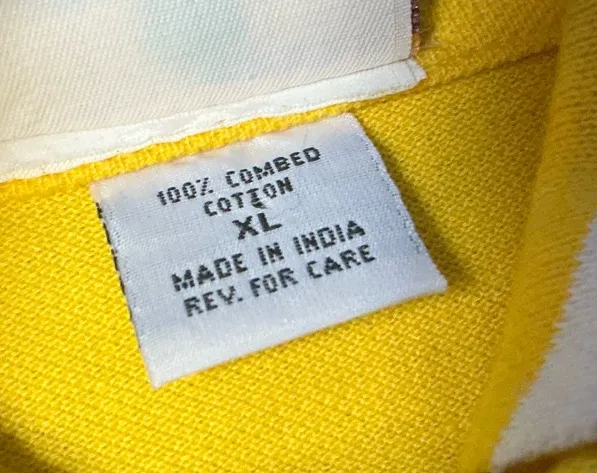 100% COMBED
COTTON
XL
MADE IN INDIA
REV. FOR CARE